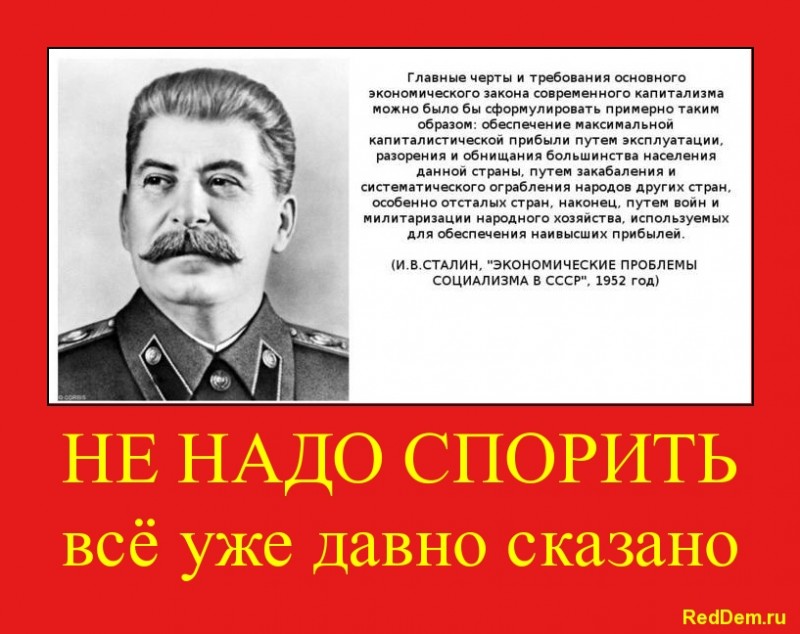 Главные черты и требования основного
экономического закона современного капитализма
можно было бы сформулировать примерно таким
образом: обеспечение максимальной
капиталистической прибыли путем эксплуатации,
разорения и обнищания большинства населения
данной страны, путем закабаления и
систематического ограбления народов других стран,
особенно отсталых стран, наконец, путем войн и
милитаризации народного хозяйства, используемых
для обеспечения наивысших прибылей.
(И.В.СТАЛИН, "ЭКОНОМИЧЕСКИЕ ПРОБЛЕМЫ
СОЦИАЛИЗМА В СССР", 1952 год)
© CORBIS
НЕ НАДО СПОРИТЬ
всё уже давно сказано
RedDem.ru